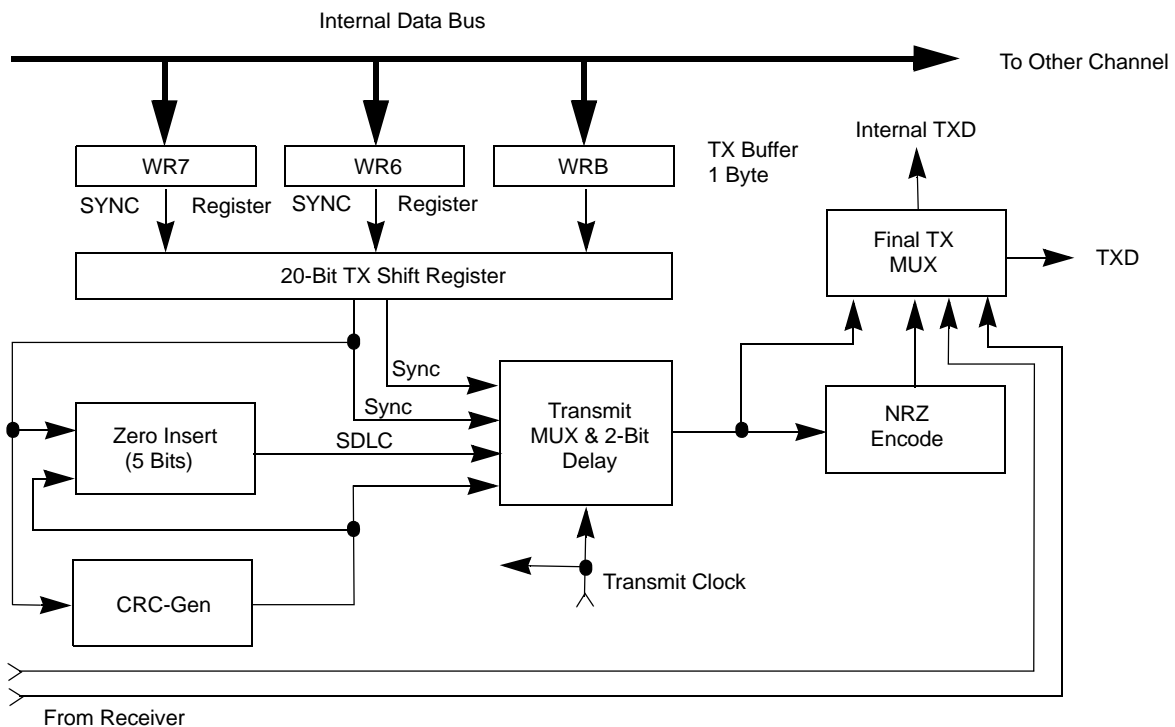 Internal Data Bus
To Other Channel
WR7
WR6
WRB
TX Buffer
1 Byte
Internal TXD
SYNC Register
SYNC Register
Final TX
MUX
TXD
20-Bit TX Shift Register
Sync
Sync
SDLC
Zero Insert
(5 Bits)
Transmit
MUX & 2-Bit
Delay
NRZ
Encode
CRC-Gen
Transmit Clock
From Receiver